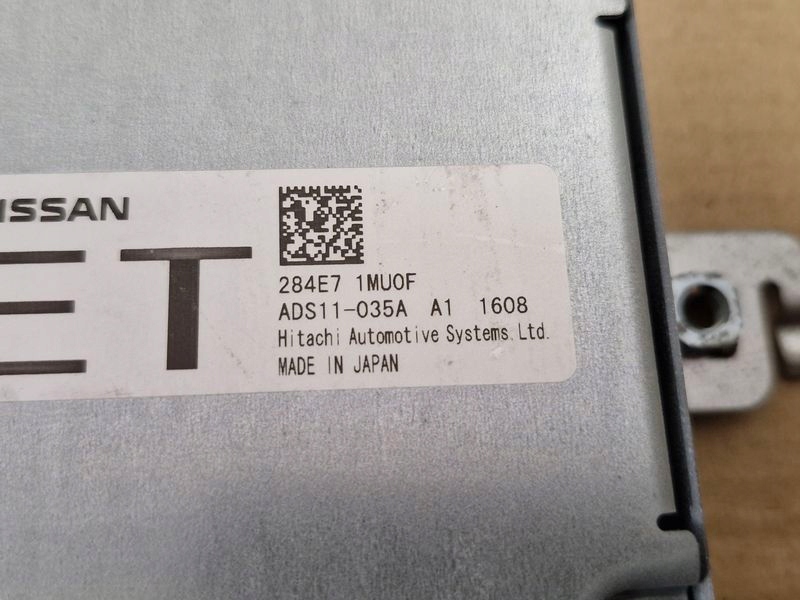 ISSAN
ET
284E7 1MU0F
ADS11-035A A1 1608
Hitachi Automotive Systems. Ltd.
MADE IN JAPAN